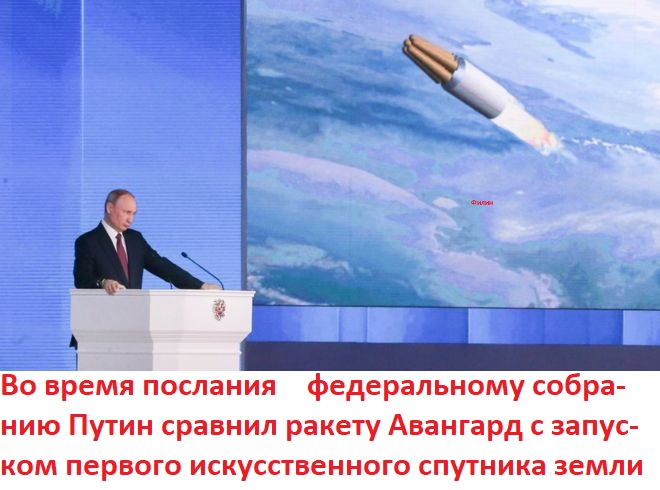 Филин
Во время послания федеральному собра-
нию Путин сравнил ракету Авангард с запус-
ком первого искусственного спутника земли